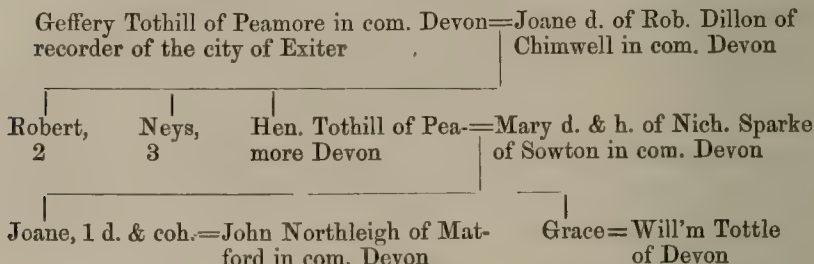 Geffery Tothill of Peamore in com. Devon=Joane d. of Rob. Dillon of
recorder of the city of Exiter Chimwell in com. Devon
Robert, Neys, Hen. Tothill of Pea-=Mary d. & h. of Nich. Sparke
2 3 more Devon of Sowton in com. Devon
Joane, 1 d. & coh.=John Northleigh of Mat- Grace=Will'm Tottle
ford in com. Devon of Devon